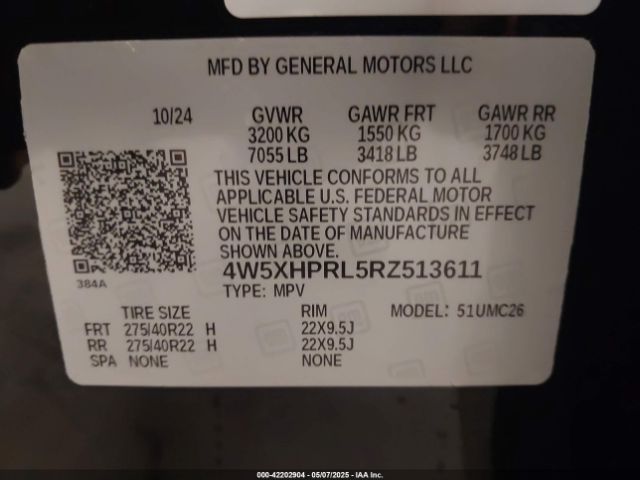 MFD BY GENERAL MOTORS LLC
10/24 GVWR GAWR FRT GAWR RR
3200 KG 1550 KG 1700 KG
7055 LB 3418 LB 3748 LB
THIS VEHICLE CONFORMS TO ALL
APPLICABLE U.S. FEDERAL MOTOR
VEHICLE SAFETY STANDARDS IN EFFECT
ON THE DATE OF MANUFACTURE
SHOWN ABOVE.
384A
4W5XHPRL5RZ513611
TYPE: MPV
TIRE SIZE RIM MODEL: 51UMC26
FRT 275/40R22 H 22X9.5J
RR 275/40R22 H 22X9.5J
SPA NONE NONE
000-42202904 - 05/07/2025 - IAA Inc.